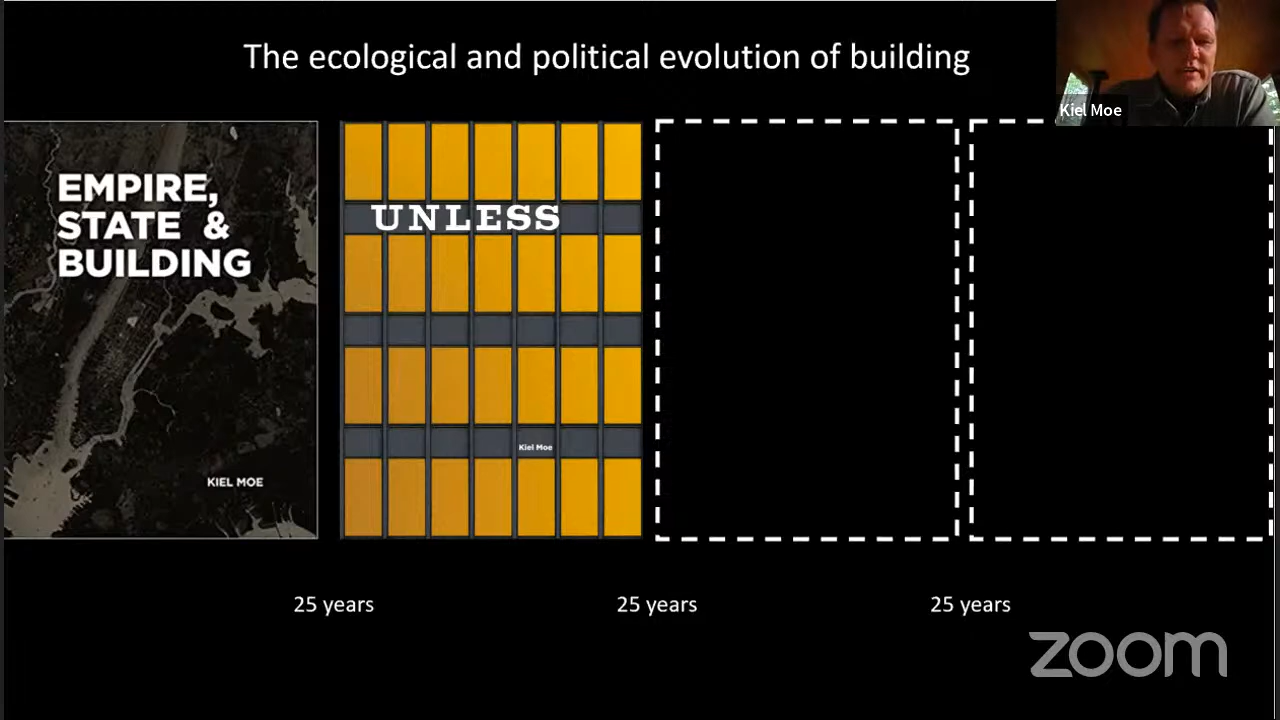 The ecological and political evolution of building
Kiel Moe
EMPIRE,
STATE &
BUILDING
KIEL MOE
UNLESS
Kiel Moe
25 years
25 years
25 years
zoom